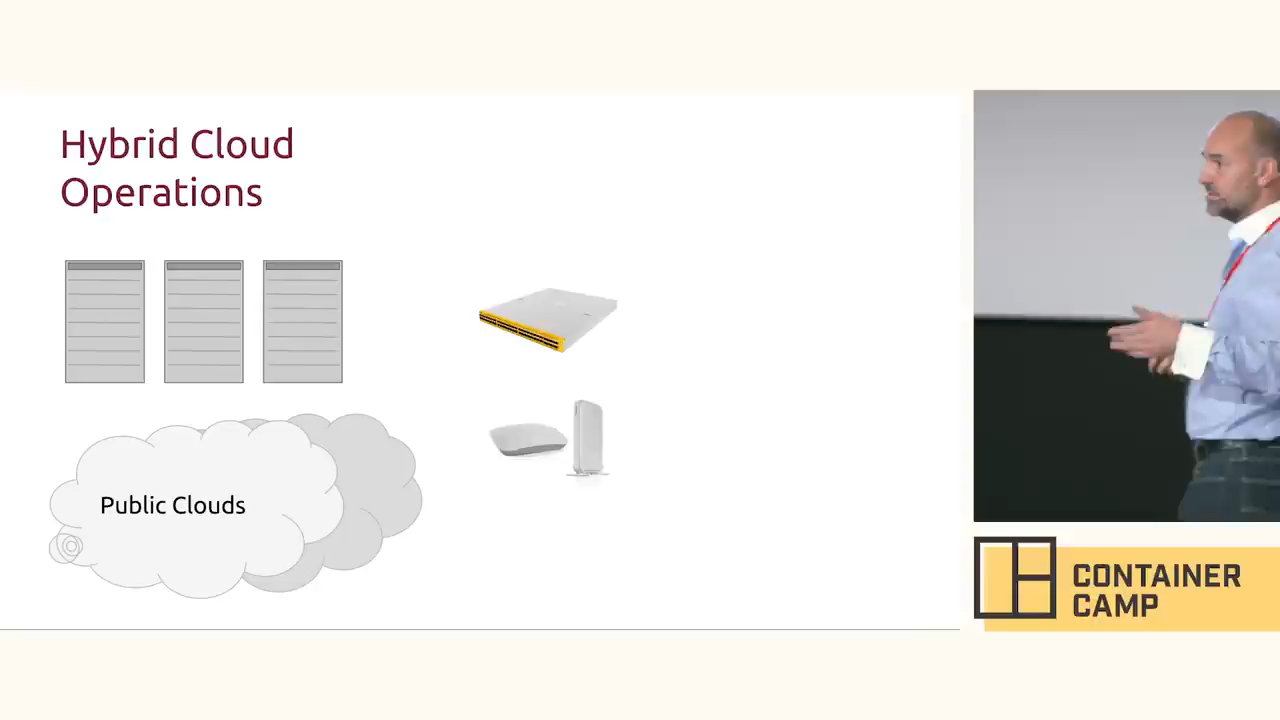 Hybrid Cloud
Operations
Public Clouds
CONTAINER
CAMP